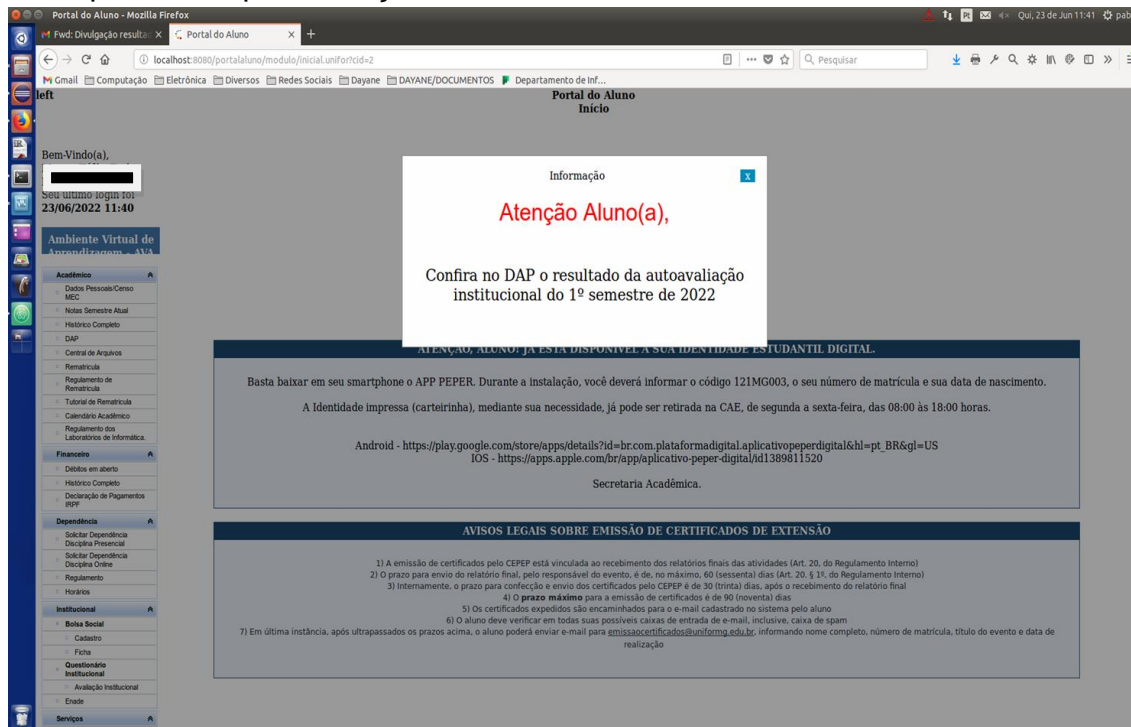 Portal do Aluno - Mozilla Firefox
Pt
Qui, 23 de Jun 11:41
pab
Fwd: Divulgação resulta
Portal do Aluno
localhost:8080/portalaluno/modulo/inicial.unifor?cid=2
Pesquisar
Gmail
Computação
Eletrônica
Diversos
Redes Sociais
Dayane
DAYANE/DOCUMENTOS
Departamento de Inf...
left
Portal do Aluno
Início
Bem-Vindo(a),
Seu último login foi
23/06/2022 11:40
Ambiente Virtual de
Aprendizagem - AVA
Acadêmico
Dados Pessoais/Censo
MEC
Notas Semestre Atual
Histórico Completo
DAP
Central de Arquivos
Rematricula
Regulamento de
Rematricula
Tutorial de Rematricula
Calendário Acadêmico
Regulamento dos
Laboratórios de Informática.
Financeiro
Débitos em aberto
Histórico Completo
Declaração de Pagamentos
IRPF
Dependência
Solicitar Dependência
Disciplina Presencial
Solicitar Dependência
Disciplina Online
Regulamento
Horários
Institucional
Bolsa Social
Cadastro
Ficha
Questionário
Institucional
Avaliação Institucional
Enade
Serviços
Informação
x
Atenção Aluno(a),
Confira no DAP o resultado da autoavaliação
institucional do 1º semestre de 2022
ATENÇÃO, ALUNO! JÁ ESTÁ DISPONÍVEL A SUA IDENTIDADE ESTUDANTIL DIGITAL.
Basta baixar em seu smartphone o APP PEPER. Durante a instalação, você deverá informar o código 121MG003, o seu número de matrícula e sua data de nascimento.
A Identidade impressa (carteirinha), mediante sua necessidade, já pode ser retirada na CAE, de segunda a sexta-feira, das 08:00 às 18:00 horas.
Android - https://play.google.com/store/apps/details?id=br.com.plataformadigital.aplicativopeperdigital&hl=pt_BR&gl=US
IOS - https://apps.apple.com/br/app/aplicativo-peper-digital/id1389811520
Secretaria Acadêmica.
AVISOS LEGAIS SOBRE EMISSÃO DE CERTIFICADOS DE EXTENSÃO
1) A emissão de certificados pelo CEPEP está vinculada ao recebimento dos relatórios finais das atividades (Art. 20, do Regulamento Interno)
2) O prazo para envio do relatório final, pelo responsável do evento, é de, no máximo, 60 (sessenta) dias (Art. 20. § 1º, do Regulamento Interno)
3) Internamente, o prazo para confecção e envio dos certificados pelo CEPEP é de 30 (trinta) dias, após o recebimento do relatório final
4) O prazo máximo para a emissão de certificados é de 90 (noventa) dias
5) Os certificados expedidos são encaminhados para o e-mail cadastrado no sistema pelo aluno
6) O aluno deve verificar em todas suas possíveis caixas de entrada de e-mail, inclusive, caixa de spam
7) Em última instância, após ultrapassados os prazos acima, o aluno poderá enviar e-mail para emissaocertificados@uniformg.edu.br, informando nome completo, número de matrícula, título do evento e data de
realização